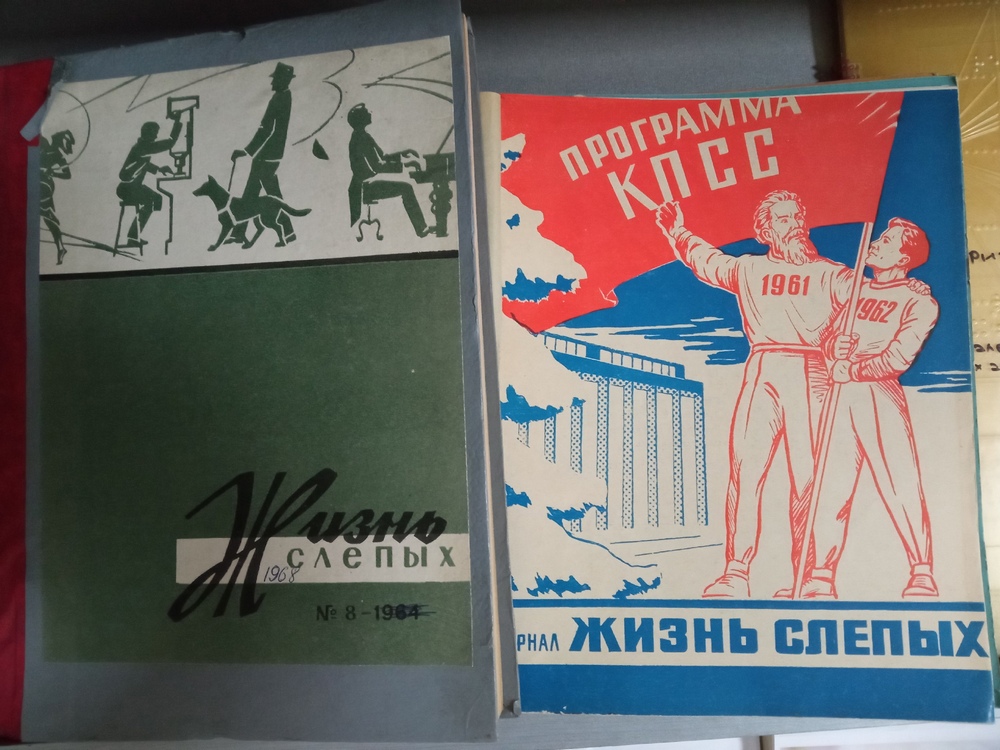 Жизнь
слепых
1968
№ 8 - 1964
ПРОГРАММА
КПСС
1961
1962
РНАЛ ЖИЗНЬ СЛЕПЫХ